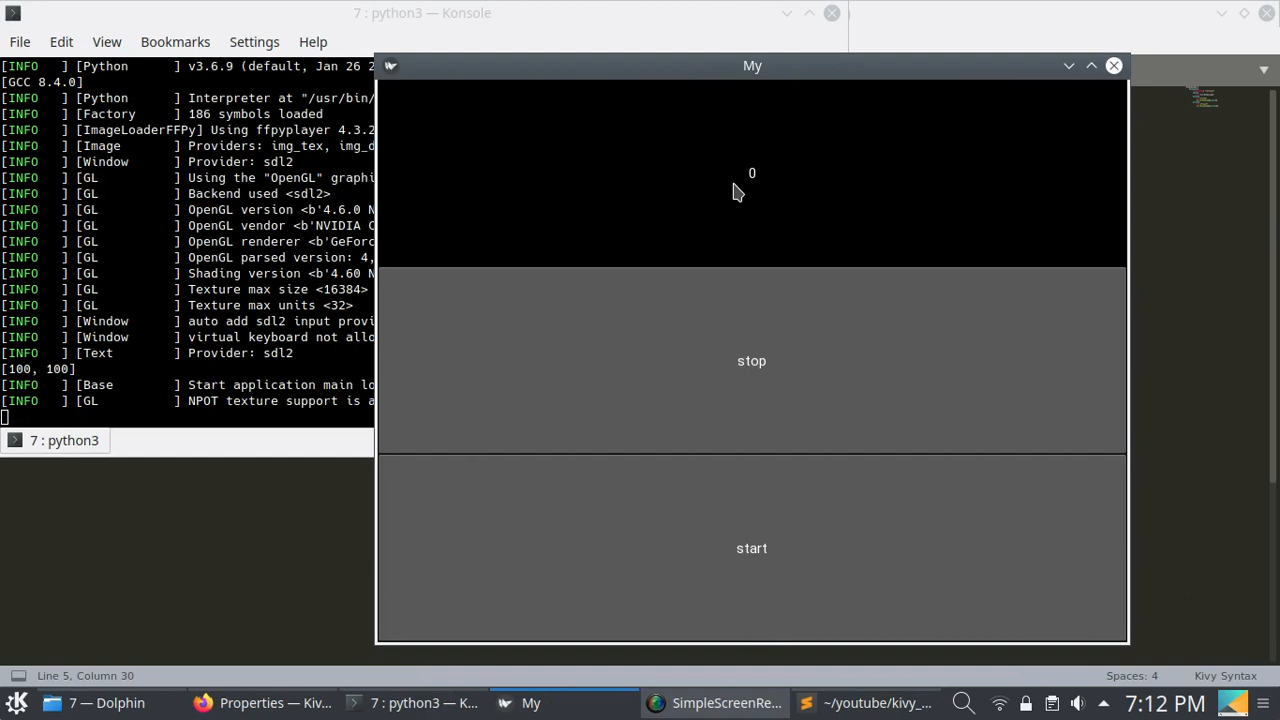 7 : python3 — Konsole
File Edit View Bookmarks Settings Help
[INFO ] [Python ] v3.6.9 (default, Jan 26 2
[GCC 8.4.0]
[INFO ] [Python ] Interpreter at "/usr/bin/
[INFO ] [Factory ] 186 symbols loaded
[INFO ] [ImageLoaderFFPy] Using ffpyplayer 4.3.2
[INFO ] [Image ] Providers: img_tex, img_d
[INFO ] [Window ] Provider: sdl2
[INFO ] [GL ] Using the "OpenGL" graphi
[INFO ] [GL ] Backend used <sdl2>
[INFO ] [GL ] OpenGL version <b'4.6.0 N
[INFO ] [GL ] OpenGL vendor <b'NVIDIA C
[INFO ] [GL ] OpenGL renderer <b'GeForc
[INFO ] [GL ] OpenGL parsed version: 4,
[INFO ] [GL ] Shading version <b'4.60 N
[INFO ] [GL ] Texture max size <16384>
[INFO ] [GL ] Texture max units <32>
[INFO ] [Window ] auto add sdl2 input provi
[INFO ] [Window ] virtual keyboard not allo
[INFO ] [Text ] Provider: sdl2
[100, 100]
[INFO ] [Base ] Start application main lo
[INFO ] [GL ] NPOT texture support is a
7 : python3
My
0
stop
start
Line 5, Column 30 Spaces: 4 Kivy Syntax
7 — Dolphin Properties — Kiv... 7 : python3 — K... My SimpleScreenRe... ~/youtube/kivy_... 7:12 PM